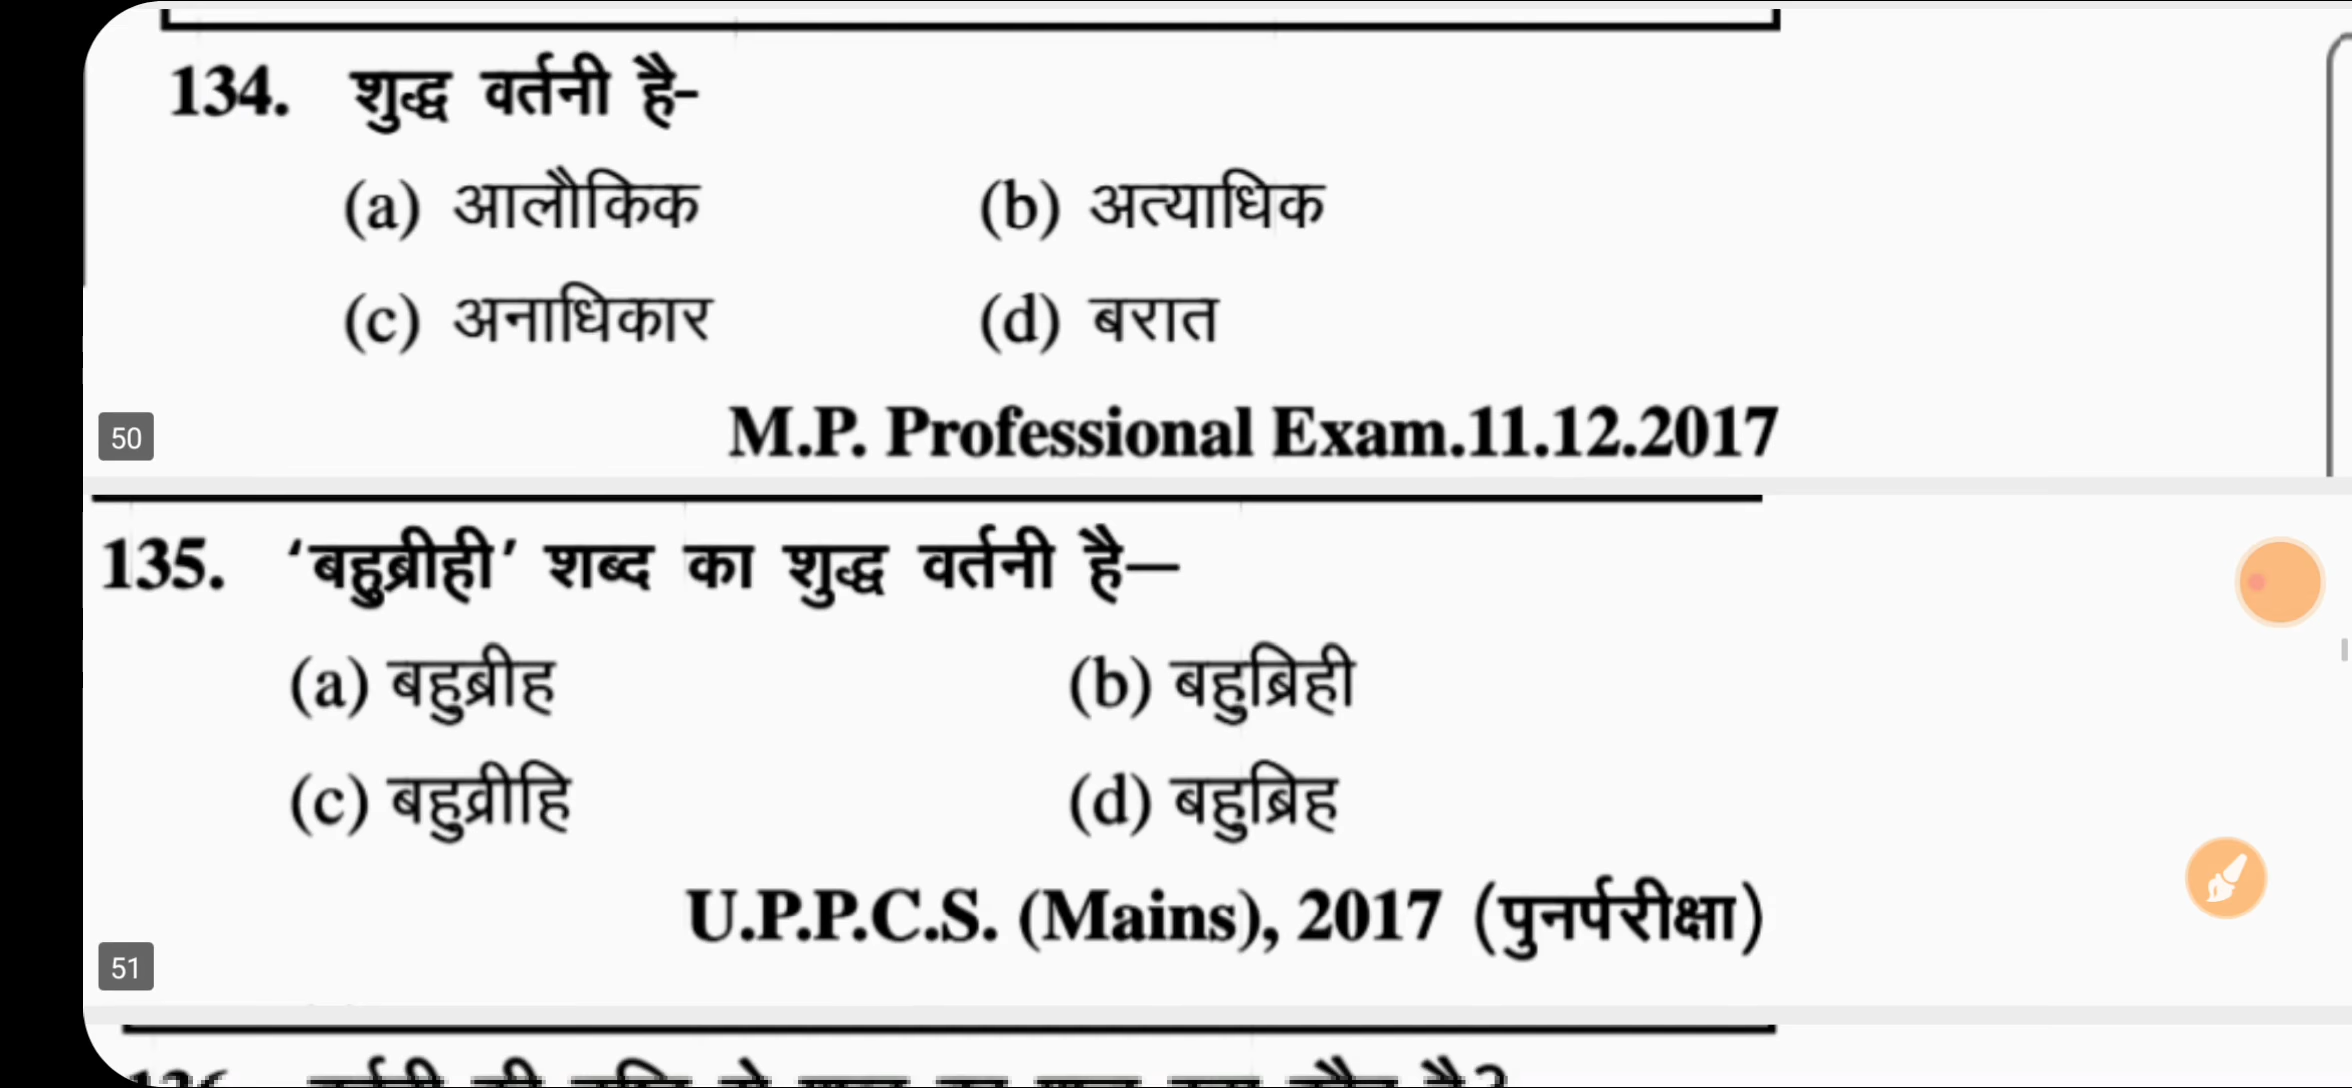 134. शुद्ध वर्तनी है-
(a) आलौकिक (b) अत्याधिक
(c) अनाधिकार (d) बरात
50 M.P. Professional Exam.11.12.2017
135. ‘बहुब्रीही’ शब्द का शुद्ध वर्तनी है—
(a) बहुब्रीह (b) बहुब्रिही
(c) बहुव्रीहि (d) बहुब्रिह
U.P.P.C.S. (Mains), 2017 (पुनर्परीक्षा)
51